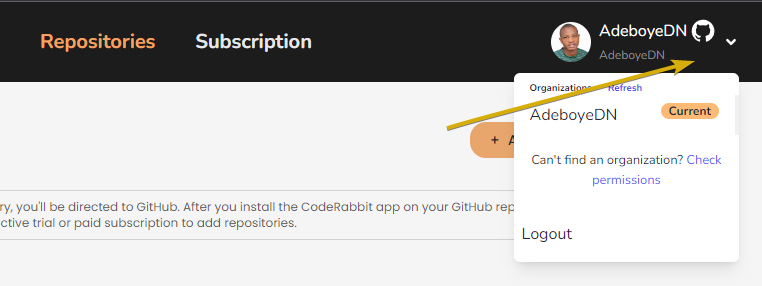 Repositories
Subscription
AdeboyeDN
AdeboyeDN
Organizations
Refresh
AdeboyeDN
Current
+
Can't find an organization? Check
permissions
ry, you'll be directed to GitHub. After you install the CodeRabbit app on your GitHub rep
ctive trial or paid subscription to add repositories.
Logout